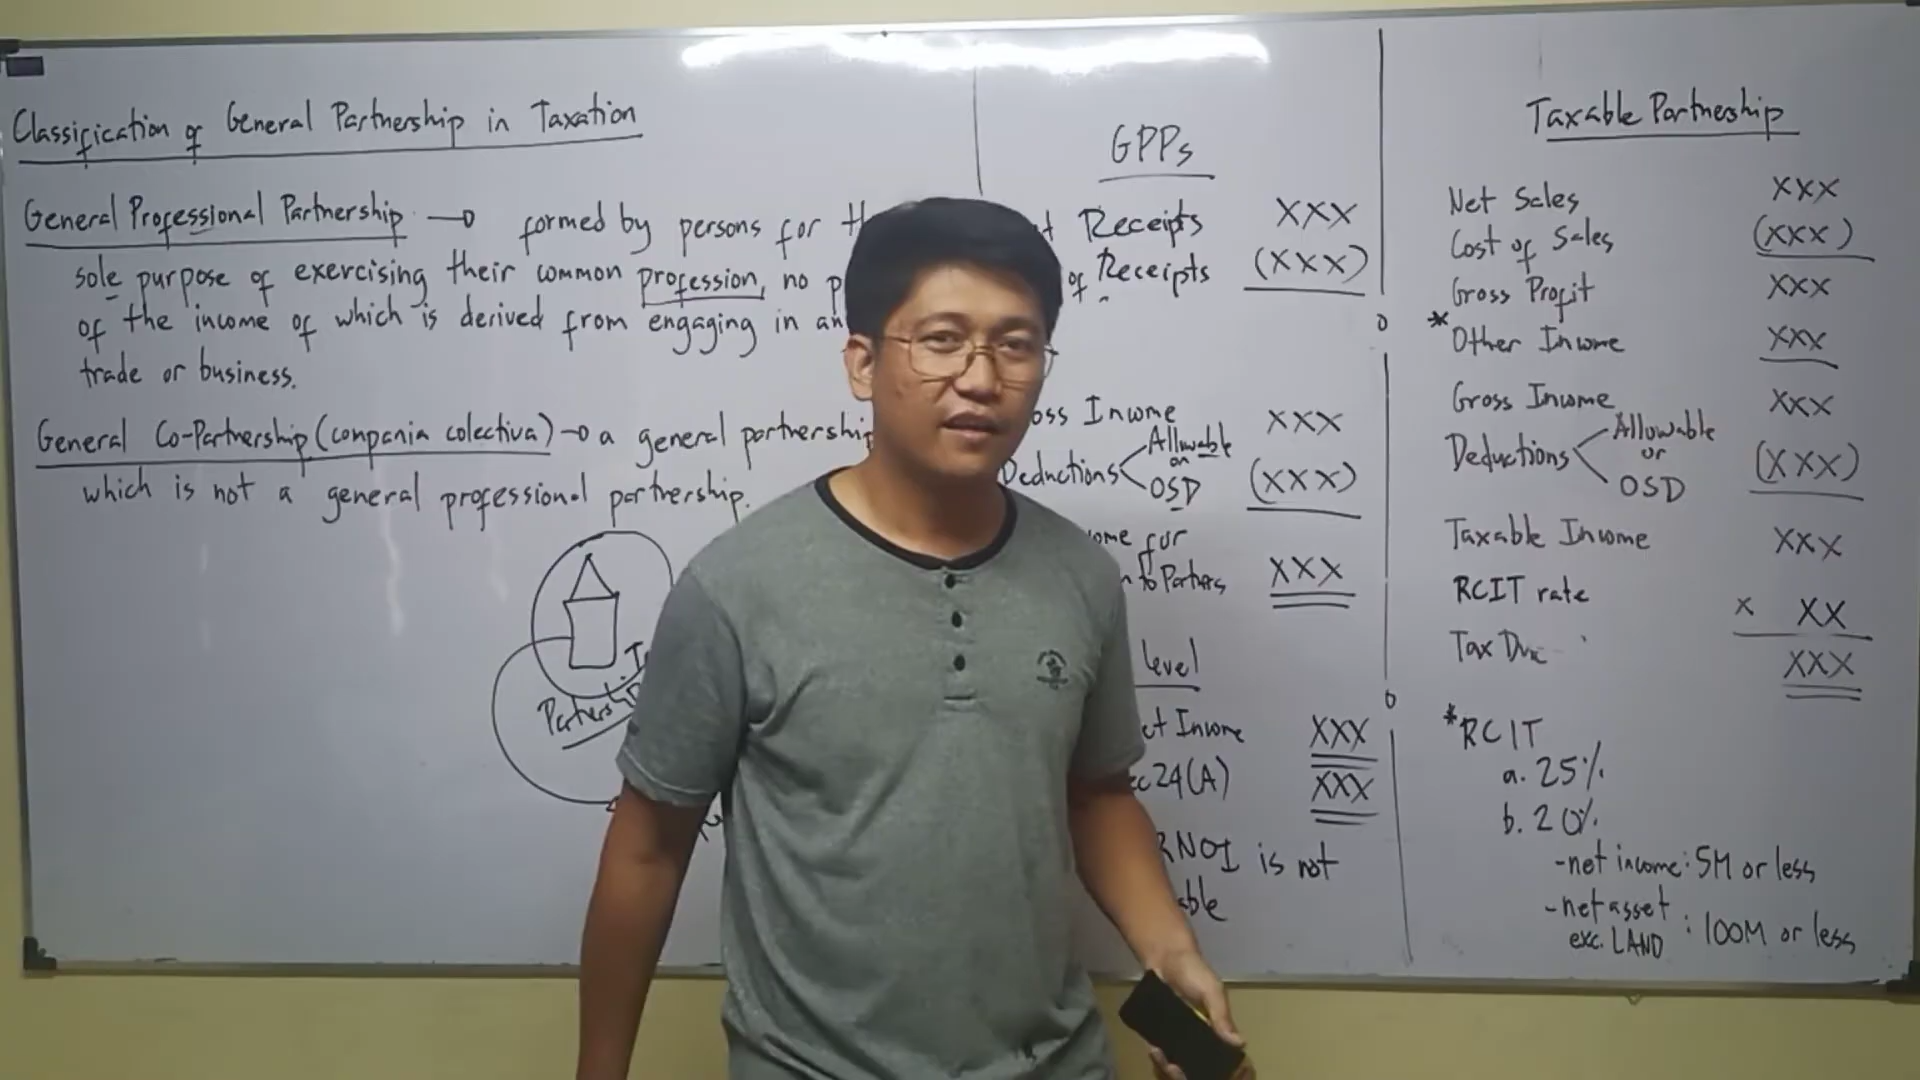 Classification of General Partnership in Taxation
General Professional Partnership → formed by persons for
sole purpose of exercising their common profession, no
of the income of which is derived from engaging in
trade or business.
General Co-Partnership (compania colectiva) → a general partnership
which is not a general professional partnership.
GPPs
Receipts XXX
of Receipts (XXX)
Income XXX
Deductions Allowable or OSD (XXX)
for
to Partners XXX
level
Income XXX
24(A) XXX
is not
Taxable Partnership
Net Sales XXX
Cost of Sales (XXX)
Gross Profit XXX
* Other Income XXX
Gross Income XXX
Deductions Allowable or OSD (XXX)
Taxable Income XXX
RCIT rate X XX
Tax Due XXX
*RCIT
a. 25%
b. 20%
-net income: 5M or less
-net asset
exc. LAND : 100M or less